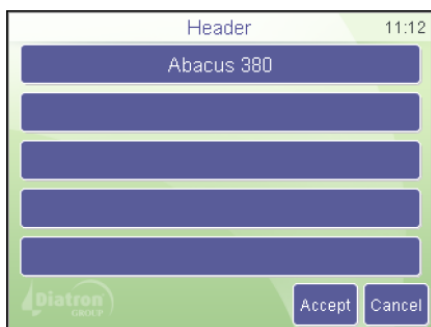 Header 11:12
Abacus 380
Diatron
GROUP
Accept Cancel